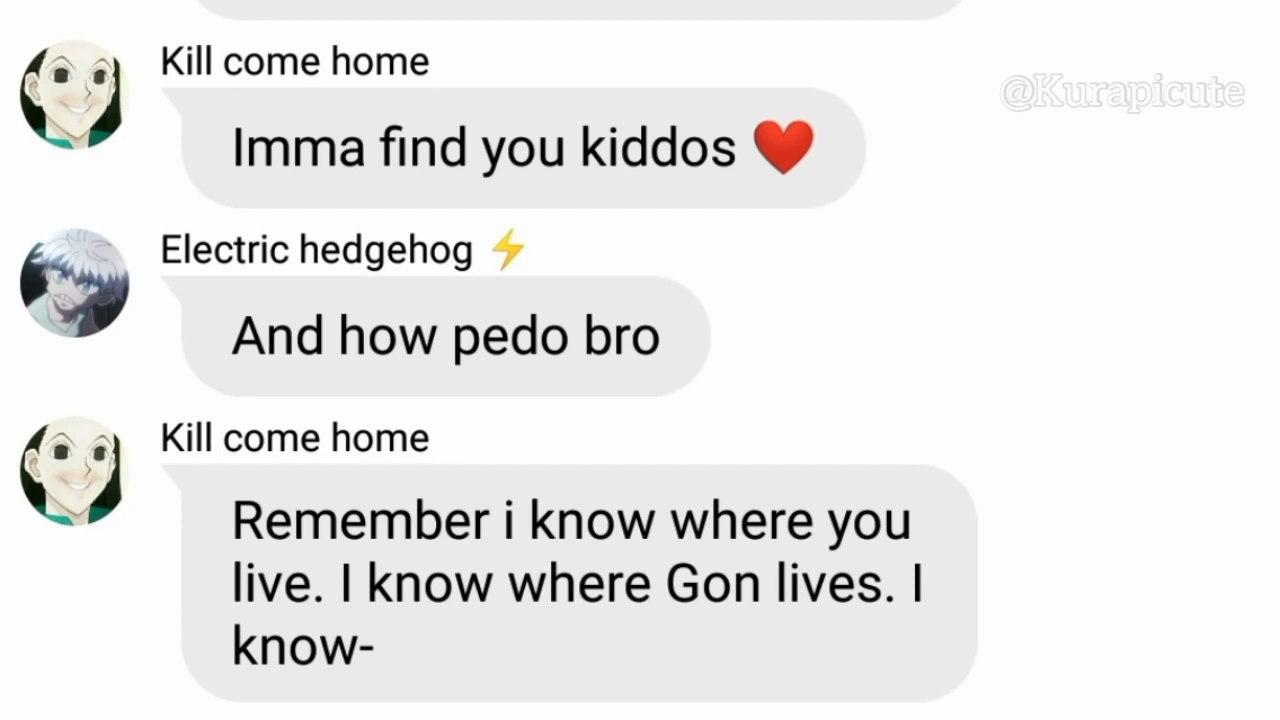 Kill come home
@Kurapicute
Imma find you kiddos ❤️
Electric hedgehog ⚡
And how pedo bro
Kill come home
Remember i know where you
live. I know where Gon lives. I
know-